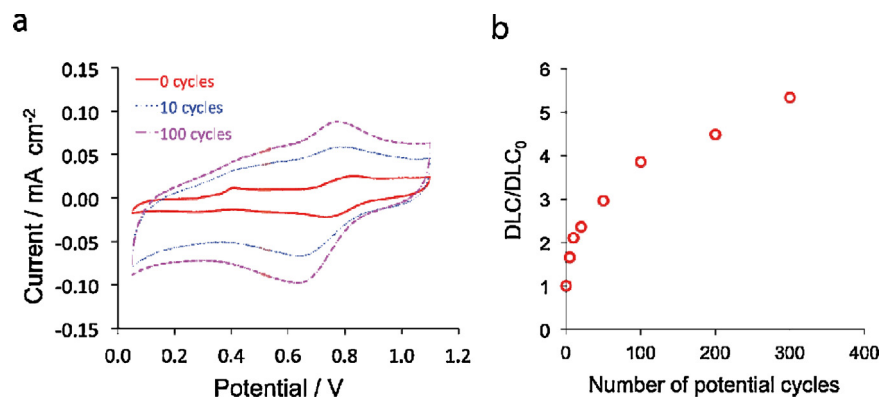 a
0.15
0.10
0.05
0.00
-0.05
-0.10
-0.15
Current / mA cm-2
0 cycles
10 cycles
100 cycles
0.0 0.2 0.4 0.6 0.8 1.0 1.2
Potential / V
b
6
5
4
3
2
1
0
DLC/DLC0
0 100 200 300 400
Number of potential cycles